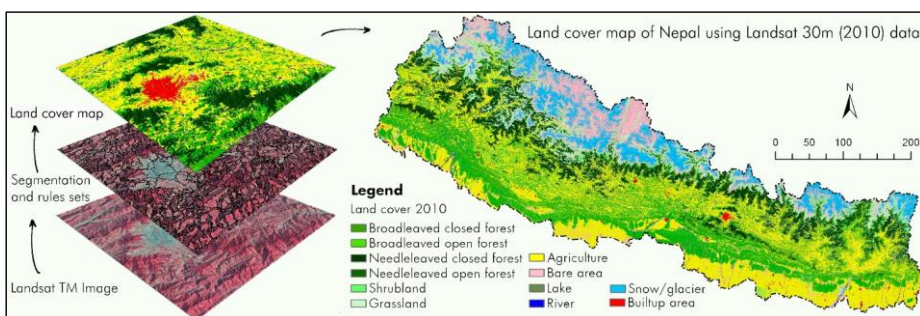 Land cover map of Nepal using Landsat 30m (2010) data
Land cover map
Segmentation
and rules sets
Landsat TM Image
N
0 50 100 200
Legend
Land cover 2010
Broadleaved closed forest
Broadleaved open forest
Needleleaved closed forest
Needleleaved open forest
Shrubland
Grassland
Agriculture
Bare area
Lake
River
Snow/glacier
Builtup area